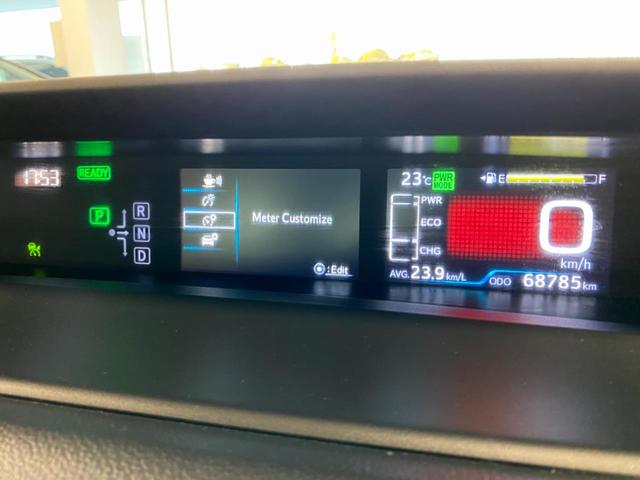 17:53
READY
P
R
N
D
Meter Customize
:Edit
23°C PWR MODE
E F
PWR
ECO
CHG
0
km/h
AVG.23.9km/L
ODO 68785km